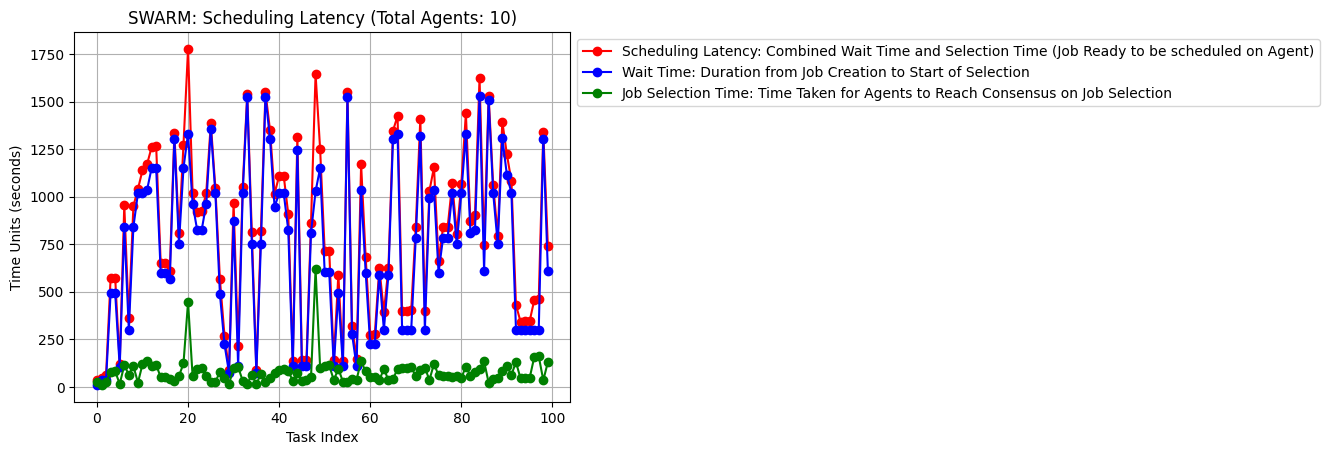 SWARM: Scheduling Latency (Total Agents: 10)
Scheduling Latency: Combined Wait Time and Selection Time (Job Ready to be scheduled on Agent)
Wait Time: Duration from Job Creation to Start of Selection
Job Selection Time: Time Taken for Agents to Reach Consensus on Job Selection
Time Units (seconds)
1750
1500
1250
1000
750
500
250
0
0
20
40
60
80
100
Task Index